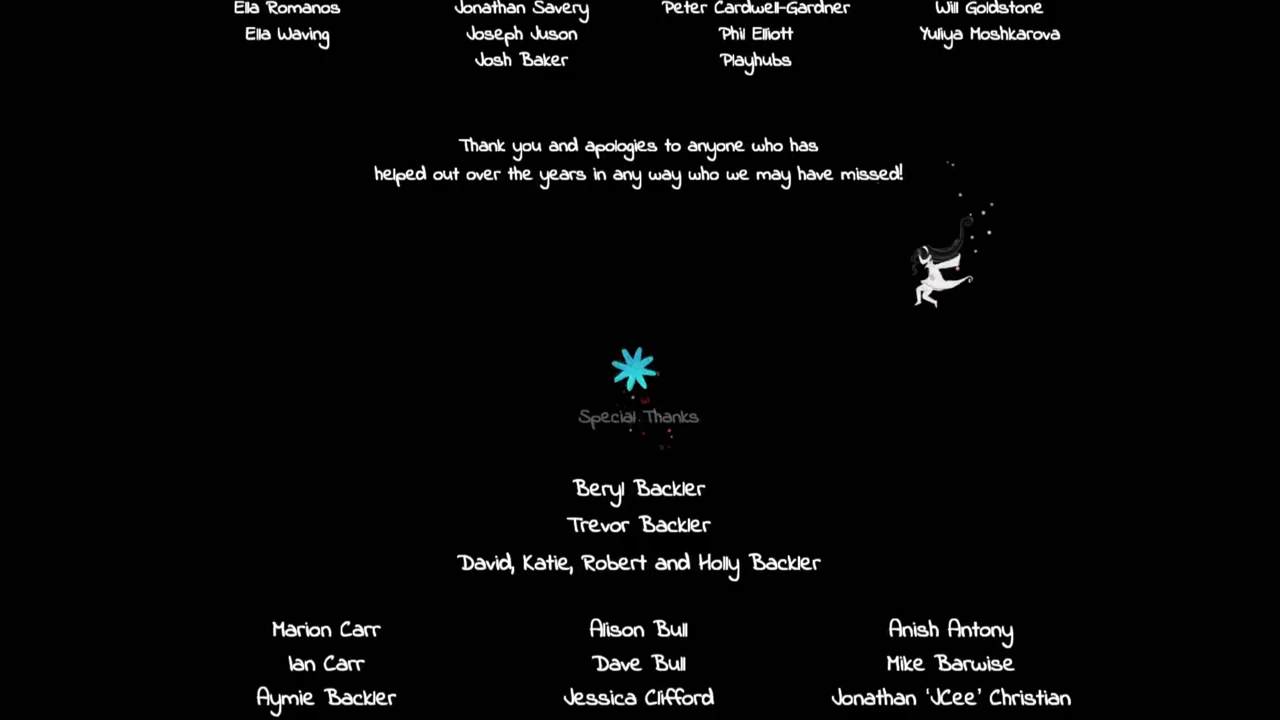 Ella Romanos Jonathan Savery Peter Cardwell-Gardner Will Goldstone
Ella Waving Joseph Juson Phil Elliott Yuliya Moshkarova
Josh Baker Playhubs
Thank you and apologies to anyone who has
helped out over the years in any way who we may have missed!
Special Thanks
Beryl Backler
Trevor Backler
David, Katie, Robert and Holly Backler
Marion Carr Alison Bull Anish Antony
Ian Carr Dave Bull Mike Barwise
Aymie Backler Jessica Clifford Jonathan 'JCee' Christian